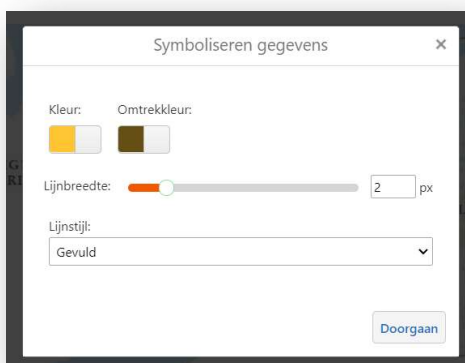 Symboliseren gegevens ×
Kleur: Omtrekkleur:
Lijnbreedte: 2 px
Lijnstijl:
Gevuld
Doorgaan